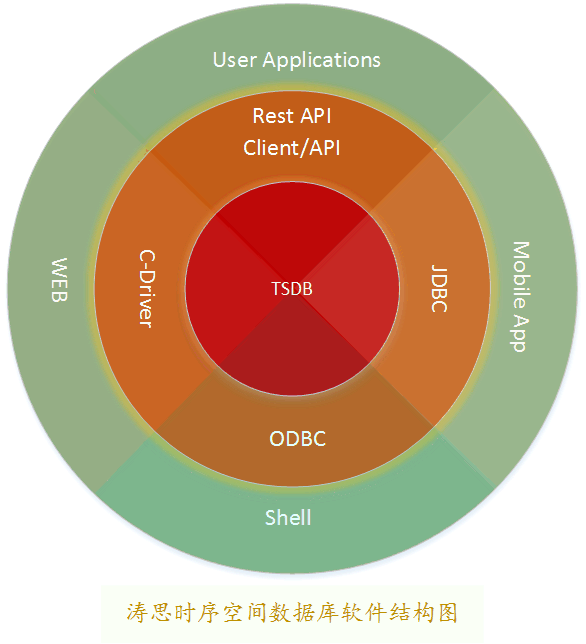 User Applications
Rest API
Client/API
WEB
C-Driver
TSDB
JDBC
Mobile App
ODBC
Shell
涛思时序空间数据库软件结构图